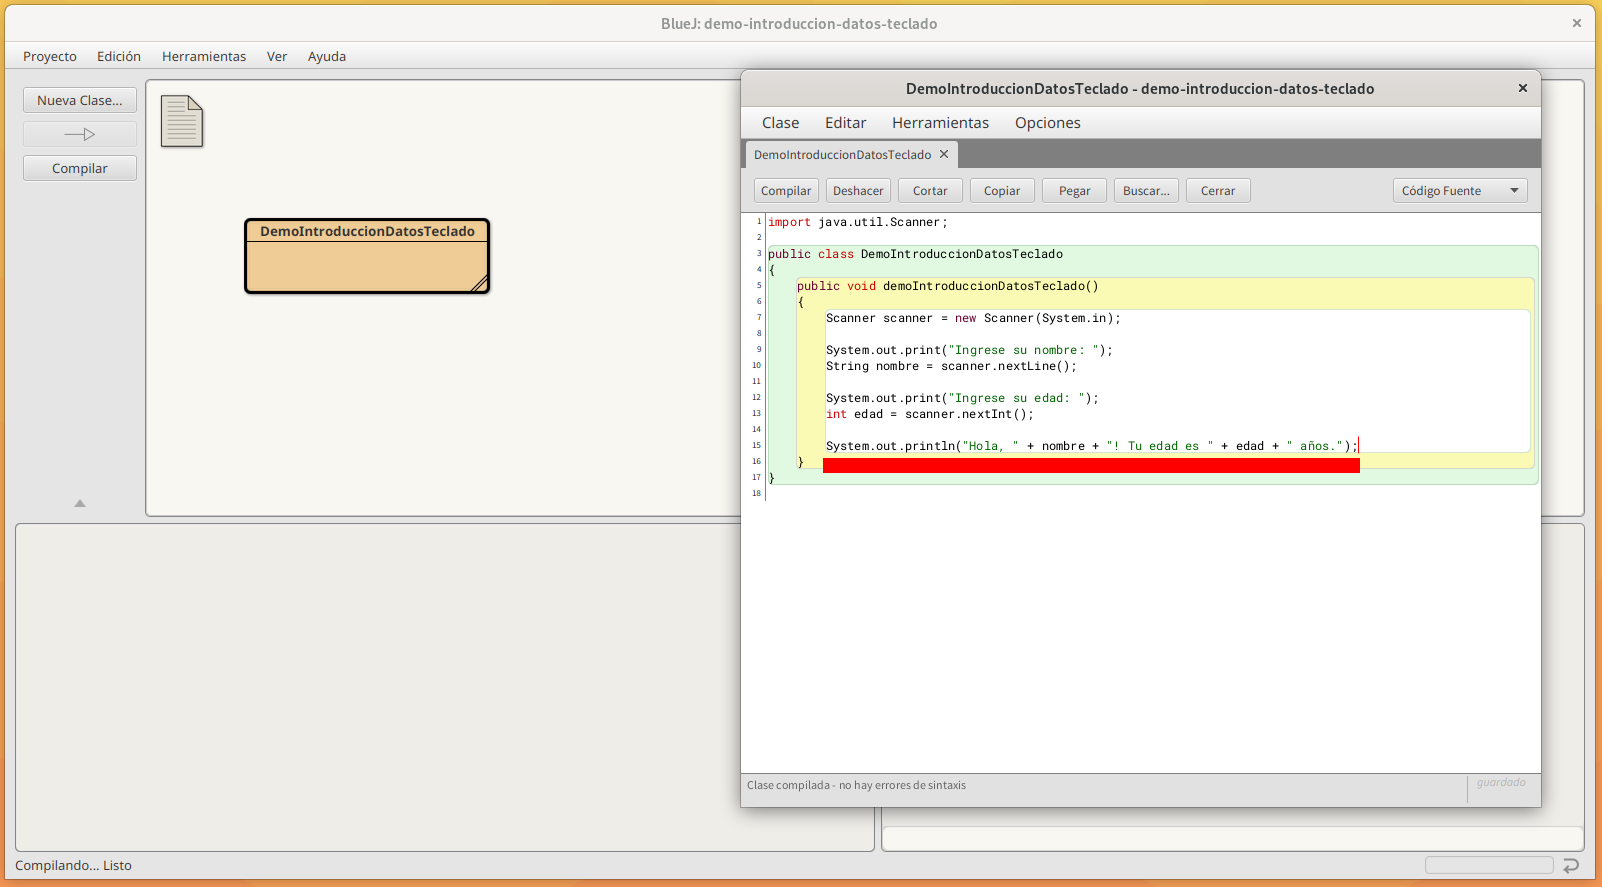 BlueJ: demo-introduccion-datos-teclado
Proyecto Edición Herramientas Ver Ayuda
Nueva Clase...
Compilar
DemoIntroduccionDatosTeclado
DemoIntroduccionDatosTeclado - demo-introduccion-datos-teclado
Clase Editar Herramientas Opciones
DemoIntroduccionDatosTeclado
Compilar Deshacer Cortar Copiar Pegar Buscar... Cerrar Código Fuente
1 import java.util.Scanner;
2
3 public class DemoIntroduccionDatosTeclado
4 {
5 public void demoIntroduccionDatosTeclado()
6 {
7 Scanner scanner = new Scanner(System.in);
8
9 System.out.print("Ingrese su nombre: ");
10 String nombre = scanner.nextLine();
11
12 System.out.print("Ingrese su edad: ");
13 int edad = scanner.nextInt();
14
15 System.out.println("Hola, " + nombre + "! Tu edad es " + edad + " años.");
16 }
17 }
18
Clase compilada - no hay errores de sintaxis
guardado
Compilando... Listo